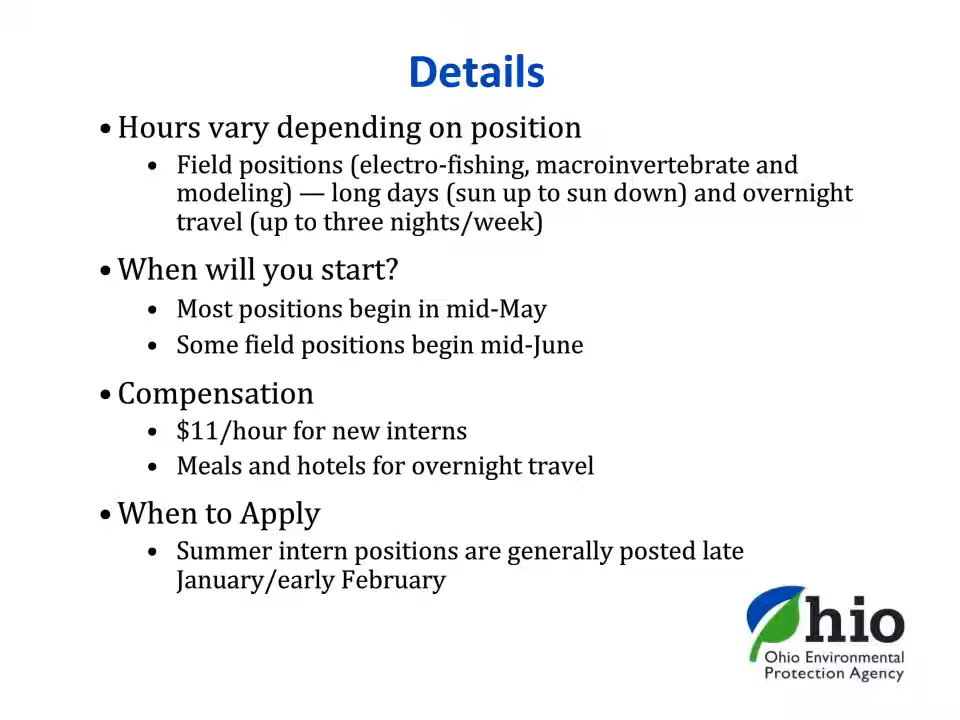 Details
• Hours vary depending on position
• Field positions (electro-fishing, macroinvertebrate and
modeling) — long days (sun up to sun down) and overnight
travel (up to three nights/week)
• When will you start?
• Most positions begin in mid-May
• Some field positions begin mid-June
• Compensation
• $11/hour for new interns
• Meals and hotels for overnight travel
• When to Apply
• Summer intern positions are generally posted late
January/early February
Ohio
Ohio Environmental
Protection Agency